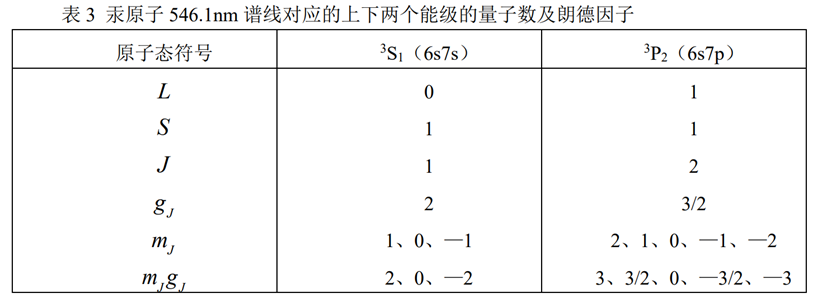 表 3 汞原子 546.1nm 谱线对应的上下两个能级的量子数及朗德因子
原子态符号 ³S₁（6s7s） ³P₂（6s7p）
L 0 1
S 1 1
J 1 2
g_J 2 3/2
m_J 1、0、—1 2、1、0、—1、—2
m_J g_J 2、0、—2 3、3/2、0、—3/2、—3